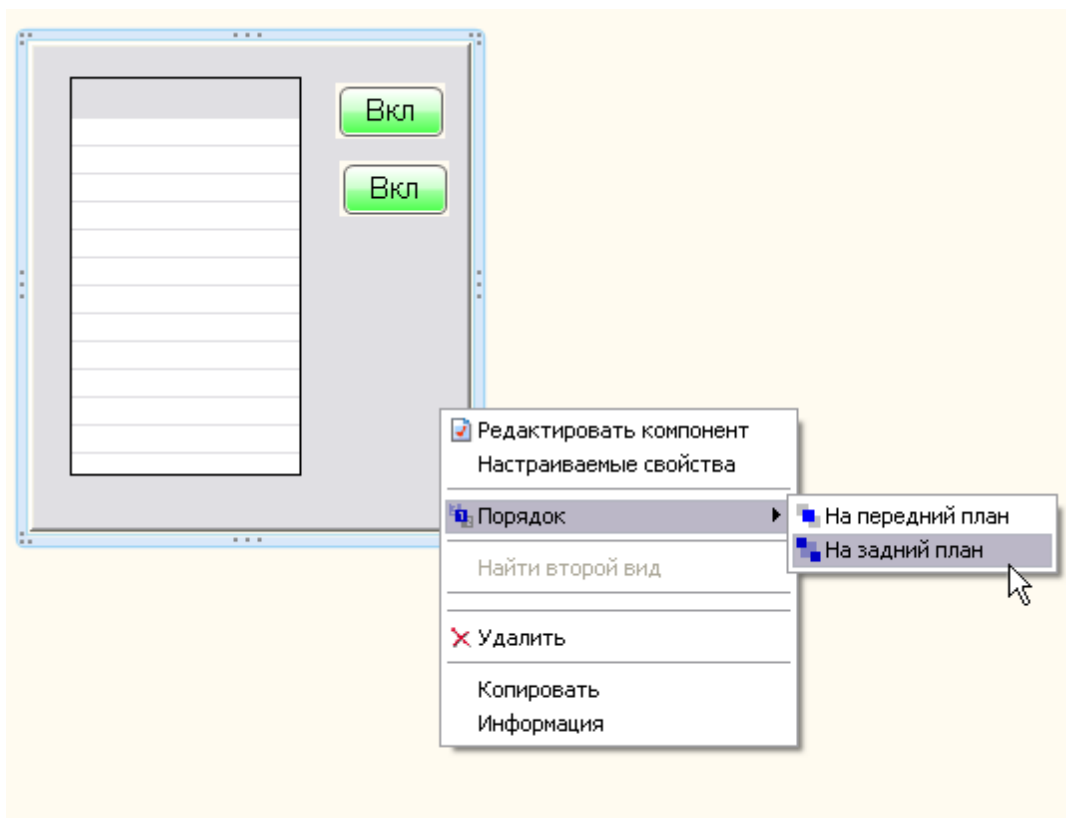 Вкл
Вкл
Редактировать компонент
Настраиваемые свойства
Порядок
На передний план
На задний план
Найти второй вид
Удалить
Копировать
Информация